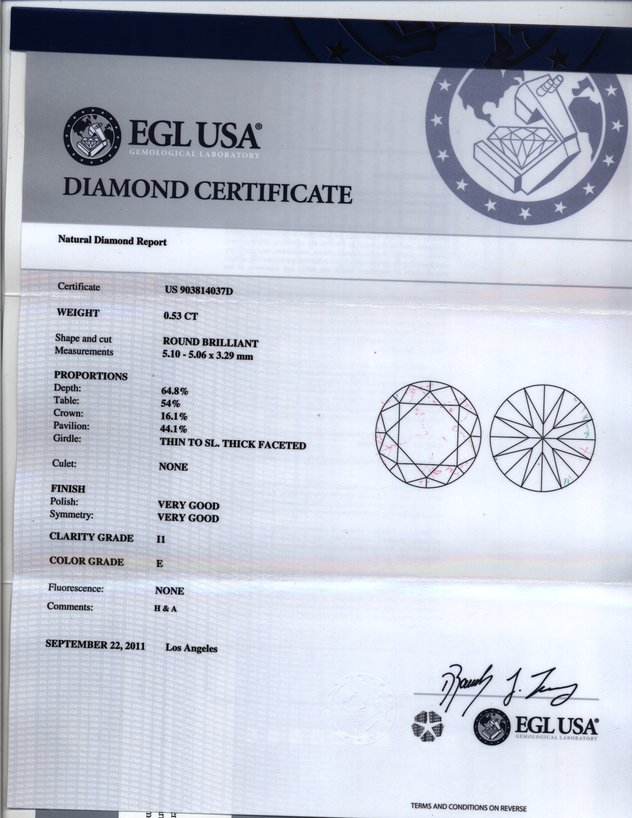 EGL USA®
GEMOLOGICAL LABORATORY
DIAMOND CERTIFICATE
Natural Diamond Report
Certificate US 903814037D
WEIGHT 0.53 CT
Shape and cut ROUND BRILLIANT
Measurements 5.10 - 5.06 x 3.29 mm
PROPORTIONS
Depth: 64.8%
Table: 54%
Crown: 16.1%
Pavilion: 44.1%
Girdle: THIN TO SL. THICK FACETED
Culet: NONE
FINISH
Polish: VERY GOOD
Symmetry: VERY GOOD
CLARITY GRADE I1
COLOR GRADE E
Fluorescence: NONE
Comments: H & A
SEPTEMBER 22, 2011 Los Angeles
EGL USA®
GEMOLOGICAL LABORATORY
TERMS AND CONDITIONS ON REVERSE